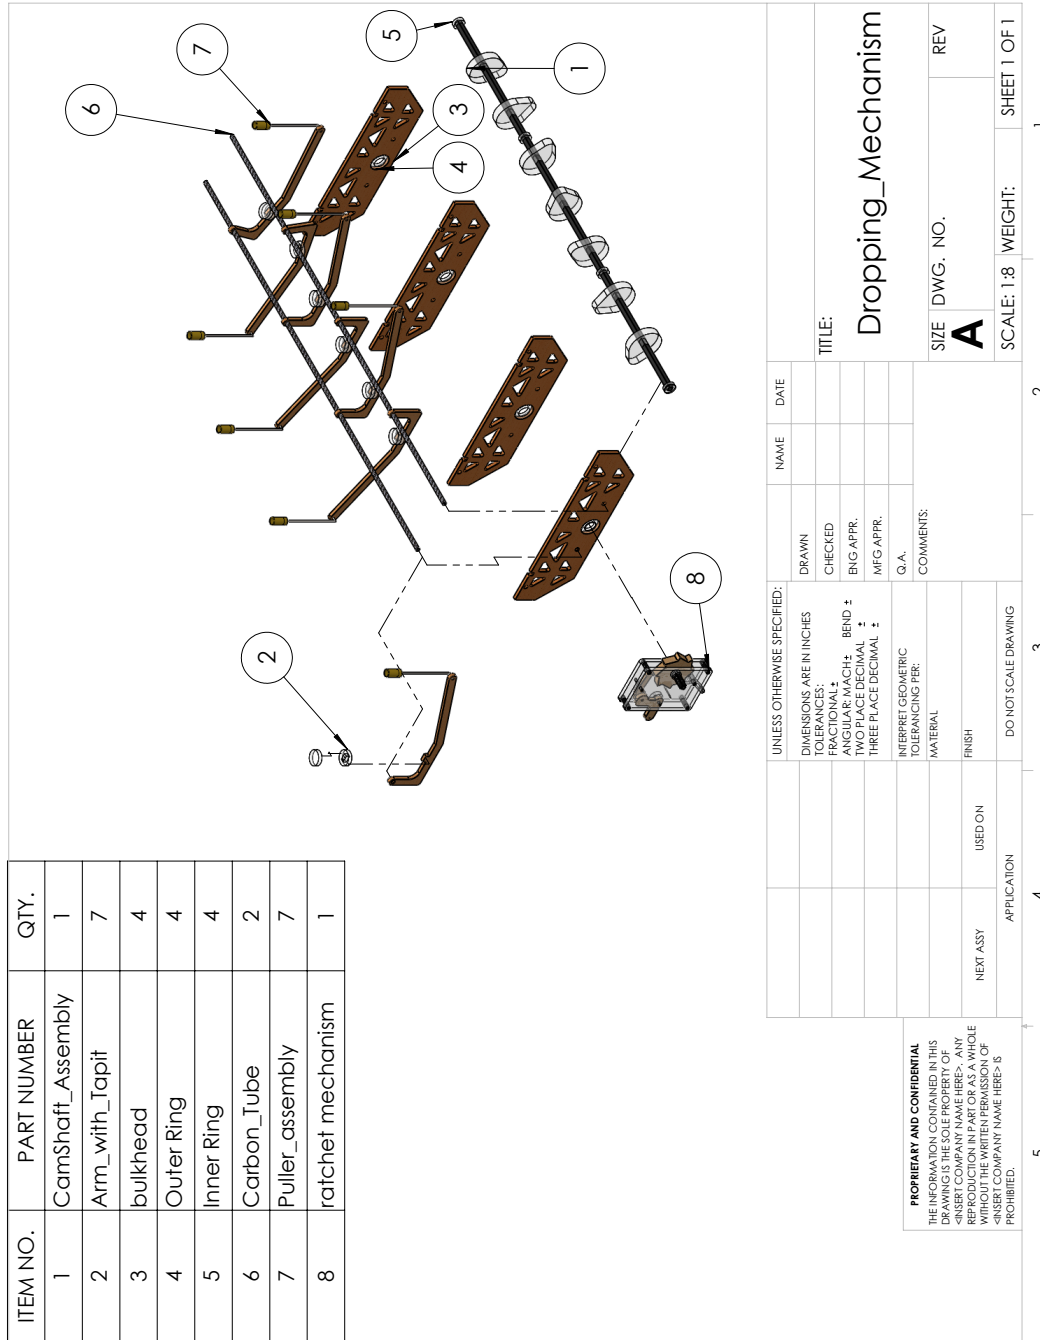 ITEM NO. PART NUMBER QTY.
1 CamShaft_Assembly 1
2 Arm_with_Tapit 7
3 bulkhead 4
4 Outer Ring 4
5 Inner Ring 4
6 Carbon_Tube 2
7 Puller_assembly 7
8 ratchet mechanism 1
6
7
5
1
3
4
2
8
PROPRIETARY AND CONFIDENTIAL
THE INFORMATION CONTAINED IN THIS
DRAWING IS THE SOLE PROPERTY OF
<INSERT COMPANY NAME HERE>. ANY
REPRODUCTION IN PART OR AS A WHOLE
WITHOUT THE WRITTEN PERMISSION OF
<INSERT COMPANY NAME HERE> IS
PROHIBITED.
NEXT ASSY
USED ON
APPLICATION
UNLESS OTHERWISE SPECIFIED:
DIMENSIONS ARE IN INCHES
TOLERANCES:
FRACTIONAL ±
ANGULAR: MACH ± BEND ±
TWO PLACE DECIMAL ±
THREE PLACE DECIMAL ±
INTERPRET GEOMETRIC
TOLERANCING PER:
MATERIAL
FINISH
DO NOT SCALE DRAWING
NAME DATE
DRAWN
CHECKED
ENG APPR.
MFG APPR.
Q.A.
COMMENTS:
TITLE:
Dropping_Mechanism
SIZE DWG. NO. REV
A
SCALE: 1:8 WEIGHT: SHEET 1 OF 1
5 4 3 2 1